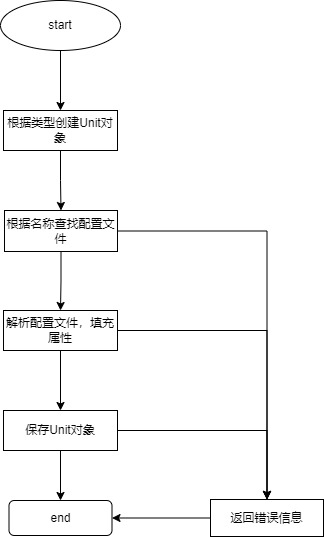 start
根据类型创建Unit对
象
根据名称查找配置文
件
解析配置文件，填充
属性
保存Unit对象
end
返回错误信息